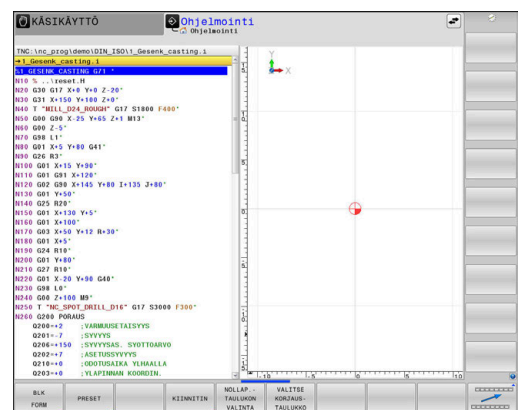 KÄSIKÄYTTÖ
Ohjelmointi
Ohjelmointi
TNC:\nc_prog\demo\DIN_ISO\1_Gesenk_casting.i
→1_Gesenk_casting.i
%1_GESENK_CASTING G71 *
N10 % ..\reset.H
N20 G30 G17 X+0 Y+0 Z-20*
N30 G31 X+150 Y+100 Z+0*
N40 T "MILL_D24_ROUGH" G17 S1800 F400*
N50 G00 G90 X-25 Y+65 Z+1 M13*
N60 G00 Z-5*
N70 G98 L1*
N80 G01 X+5 Y+80 G41*
N90 G26 R3*
N100 G01 X+15 Y+90*
N110 G01 G91 X+120*
N120 G02 G90 X+145 Y+80 I+135 J+80*
N130 G01 Y+50*
N140 G25 R20*
N150 G01 X+130 Y+5*
N160 G01 X+100*
N170 G03 X+50 Y+12 R+30*
N180 G01 X+5*
N190 G24 R10*
N200 G01 Y+80*
N210 G27 R10*
N220 G01 X-20 Y+90 G40*
N230 G98 L0*
N240 G00 Z+100 M9*
N250 T "NC_SPOT_DRILL_D16" G17 S3000 F300*
N260 G200 PORAUS
Q200=+2 ;VARMUUSETAISYYS
Q201=-7 ;SYVYYS
Q206=+150 ;SYVYYSAS. SYOTTOARVO
Q202=+7 ;ASETUSSYVYYS
Q210=+0 ;ODOTUSAIKA YLHAALLA
Q203=+0 ;YLAPINNAN KOORDIN.
Y
X
-10
-5
0
5
10
BLK
FORM
PRESET
KIINNITIN
NOLLAP.-
TAULUKON
VALINTA
VALITSE
KORJAUS-
TAULUKKO